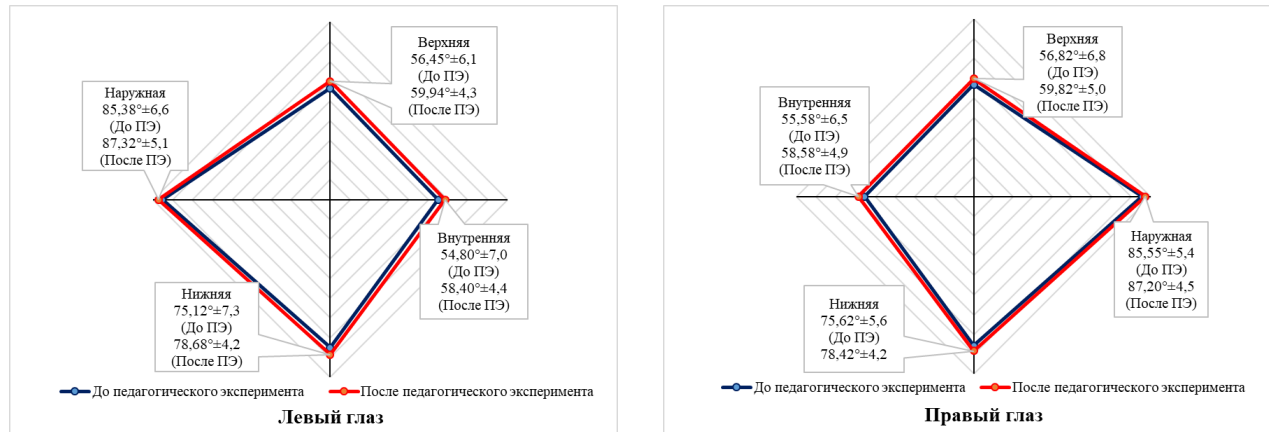 Верхняя
56,45°±6,1
(До ПЭ)
59,94°±4,3
(После ПЭ)
Наружная
85,38°±6,6
(До ПЭ)
87,32°±5,1
(После ПЭ)
Внутренняя
54,80°±7,0
(До ПЭ)
58,40°±4,4
(После ПЭ)
Нижняя
75,12°±7,3
(До ПЭ)
78,68°±4,2
(После ПЭ)
До педагогического эксперимента
После педагогического эксперимента
Левый глаз
Верхняя
56,82°±6,8
(До ПЭ)
59,82°±5,0
(После ПЭ)
Внутренняя
55,58°±6,5
(До ПЭ)
58,58°±4,9
(После ПЭ)
Наружная
85,55°±5,4
(До ПЭ)
87,20°±4,5
(После ПЭ)
Нижняя
75,62°±5,6
(До ПЭ)
78,42°±4,2
До педагогического эксперимента
После педагогического эксперимента
Правый глаз